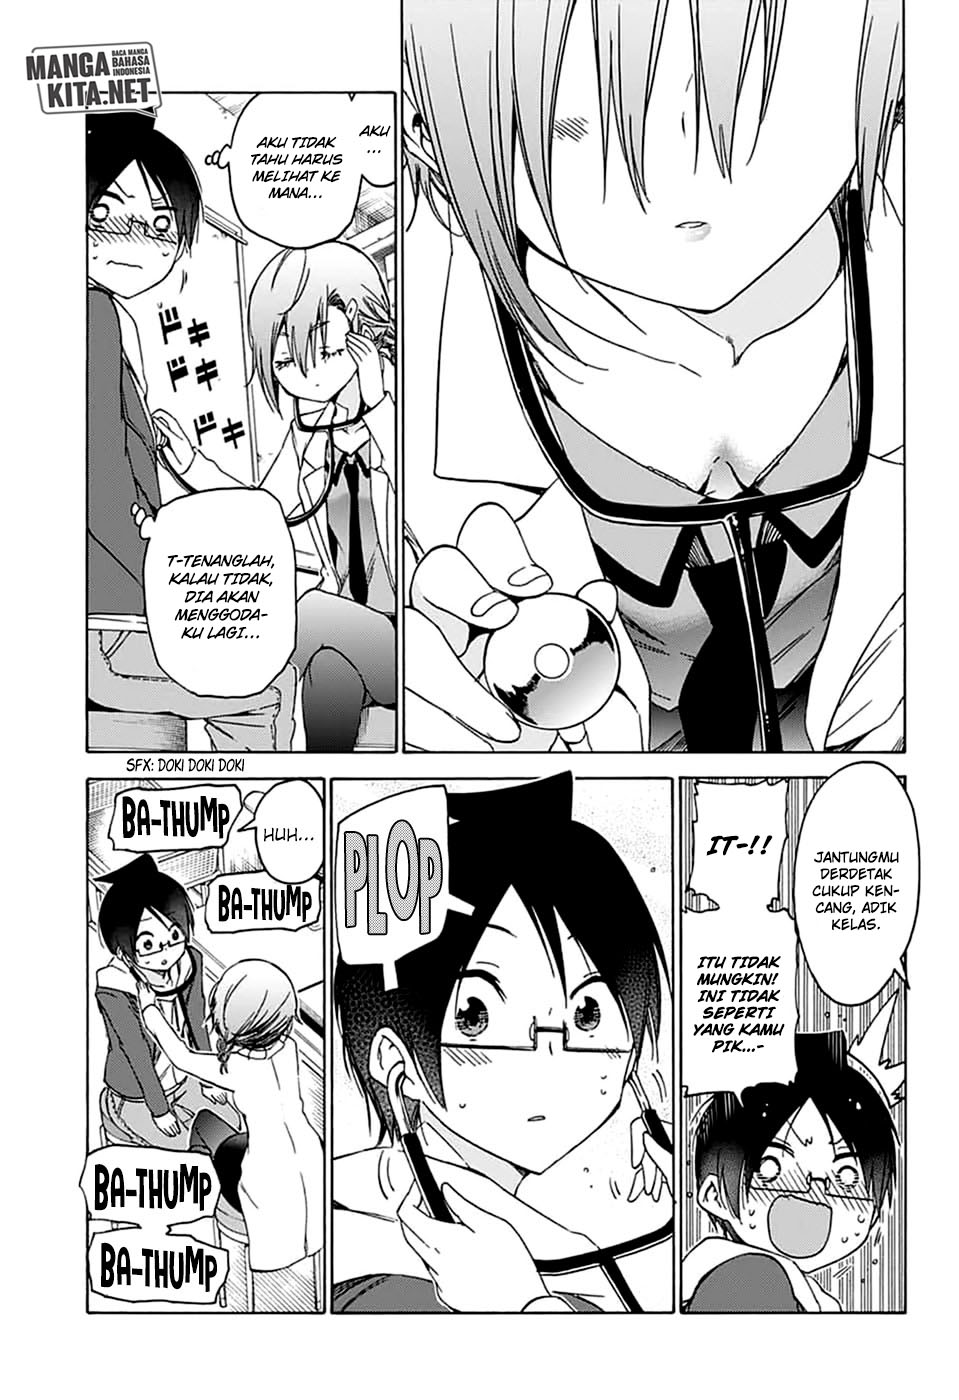 MANGA
KITA.NET
BACA MANGA
BAHASA
INDONESIA
AKU
...
AKU TIDAK
TAHU HARUS
MELIHAT KE
MANA...
ドキ
ドキ
ドキ
T-TENANGLAH,
KALAU TIDAK,
DIA AKAN
MENGGODA-
KU LAGI...
SFX: DOKI DOKI DOKI
JANTUNGMU
DERDETAK
CUKUP KEN-
CANG, ADIK
KELAS.
IT-!!
ITU TIDAK
MUNGKIN!
INI TIDAK
SEPERTI
YANG KAMU
PIK...-
PLOP
BA-THUMP
HUH...
BA-THUMP
BA-THUMP
BA-THUMP